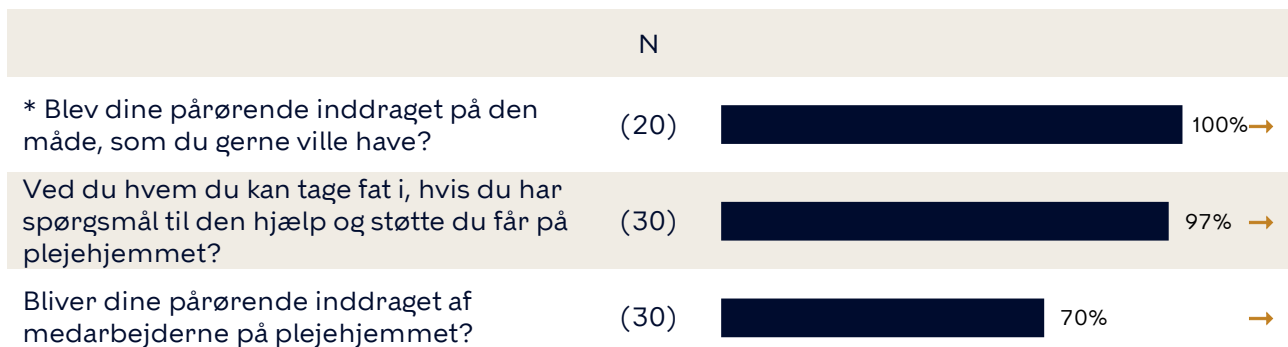 N
* Blev dine pårørende inddraget på den
måde, som du gerne ville have?
(20)
100%→
Ved du hvem du kan tage fat i, hvis du har
spørgsmål til den hjælp og støtte du får på
plejehjemmet?
(30)
97% →
Bliver dine pårørende inddraget af
medarbejderne på plejehjemmet?
(30)
70% →